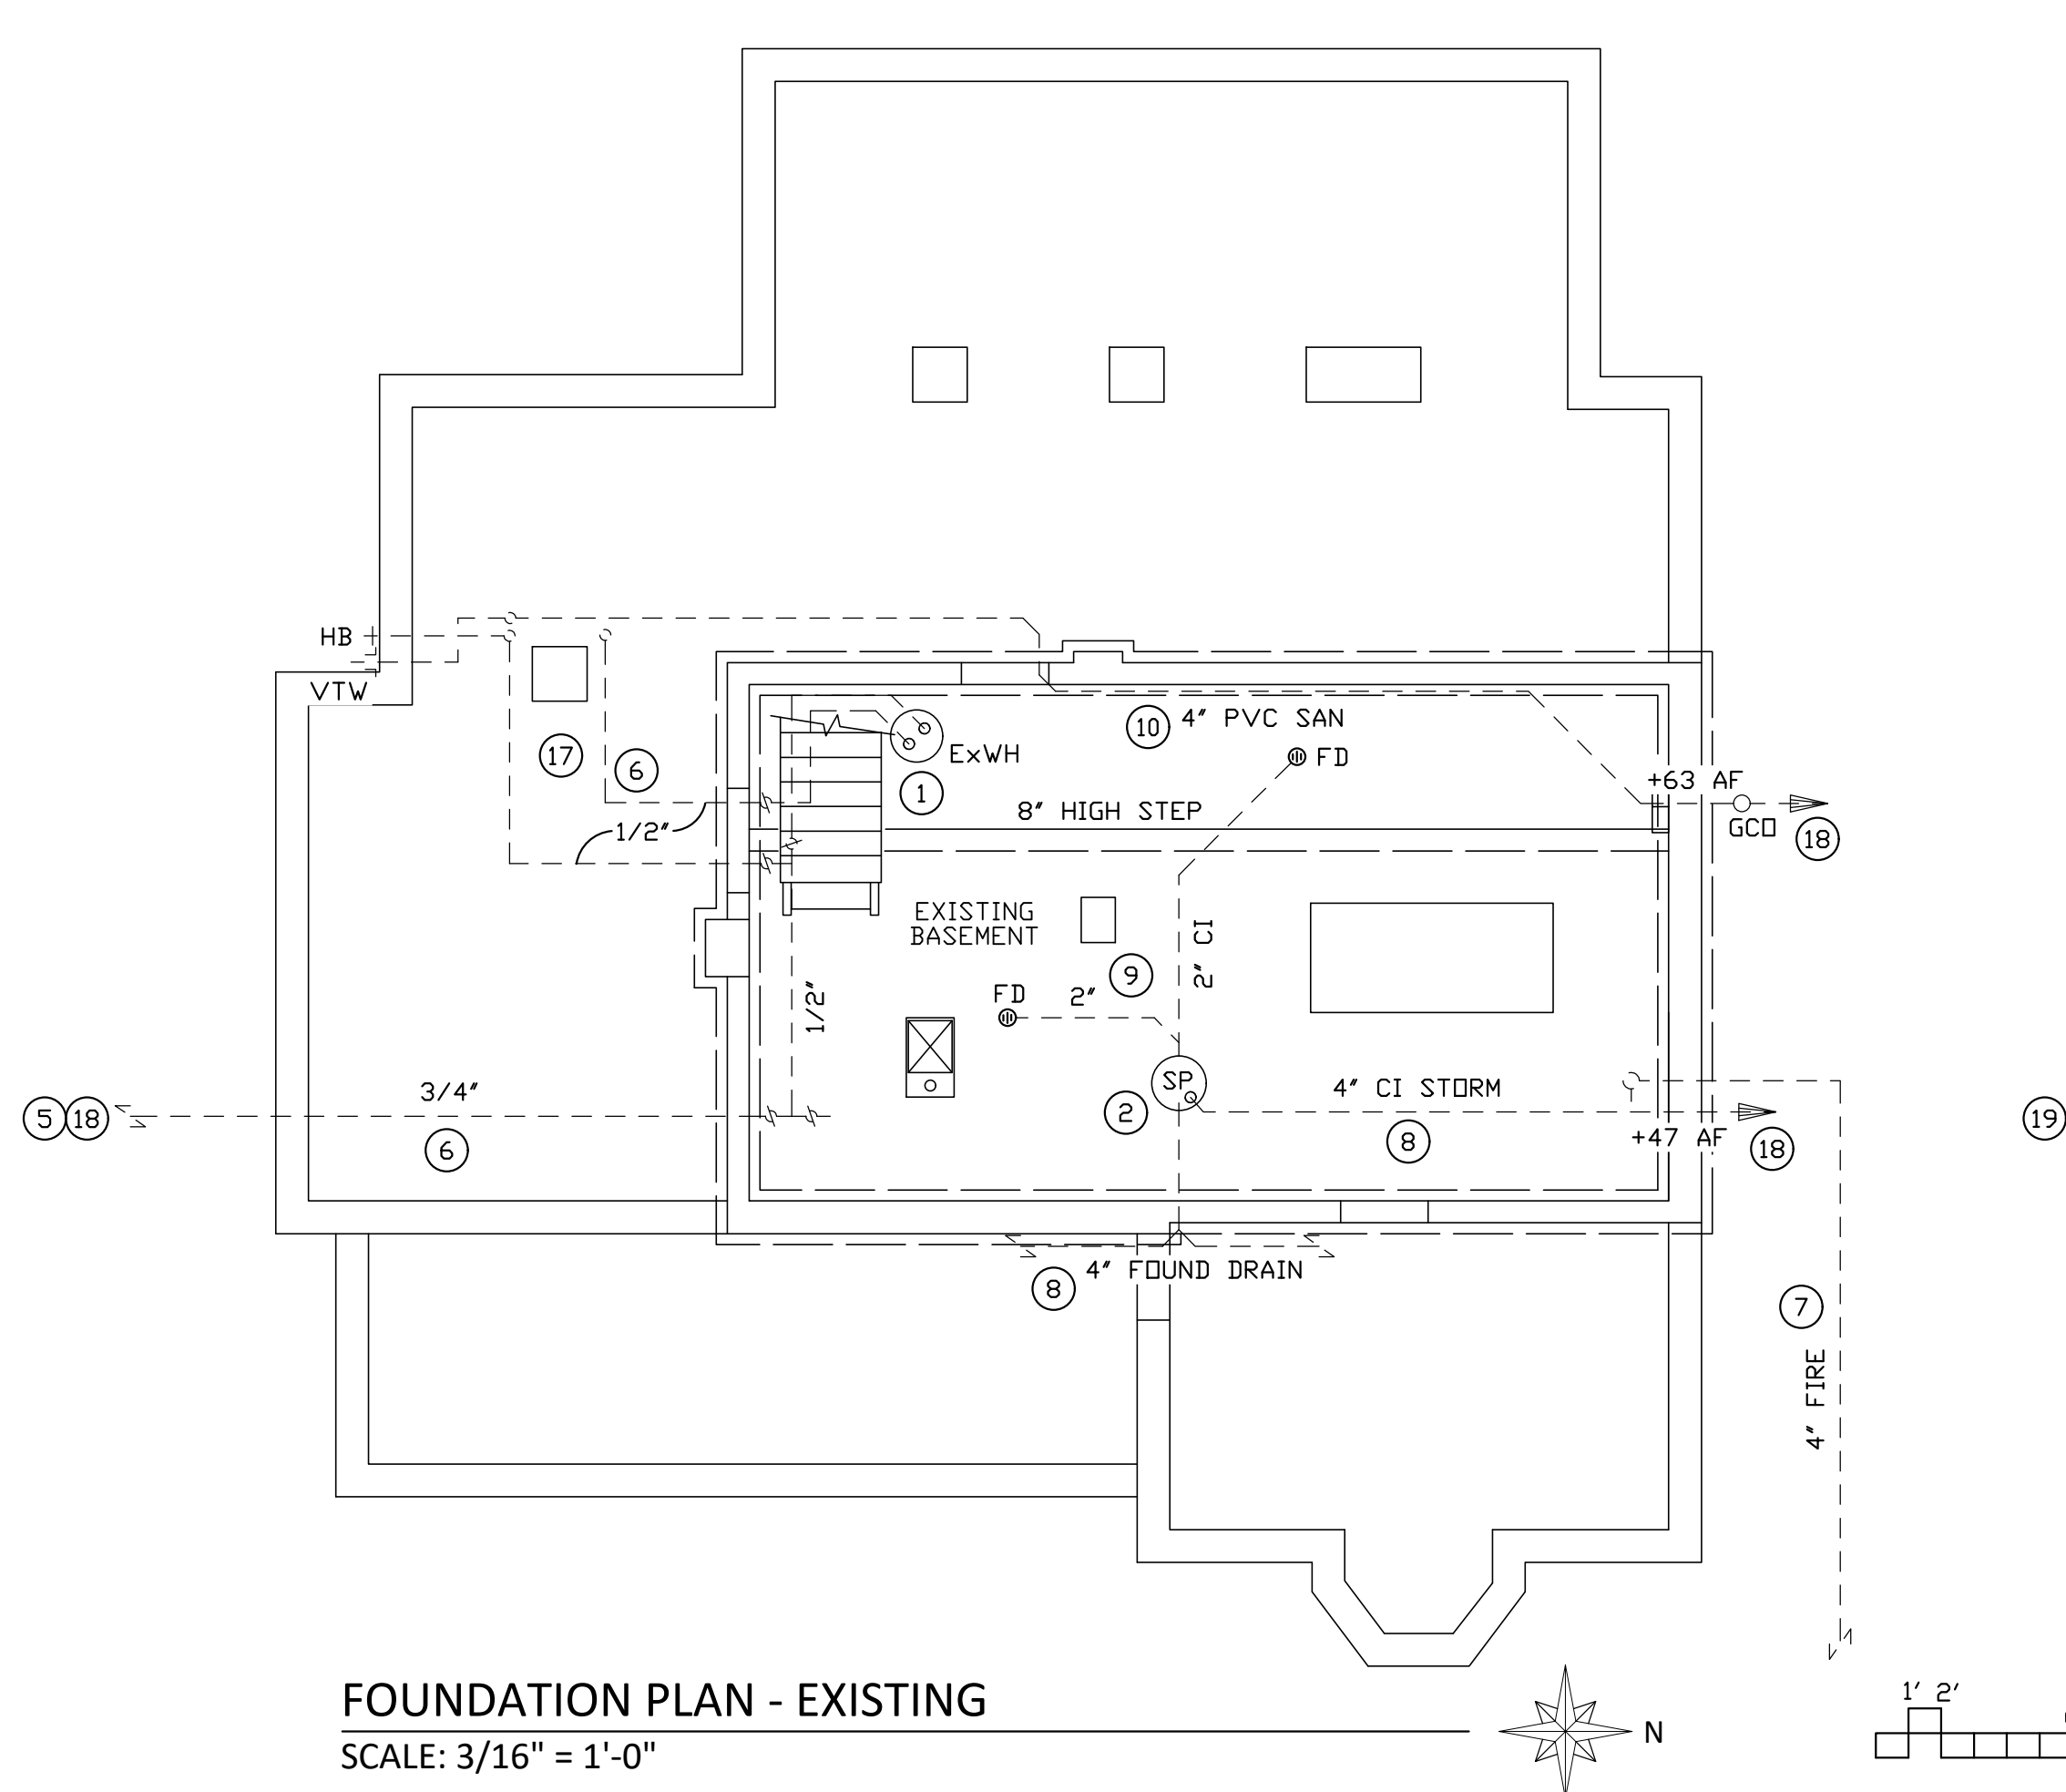 HB
VTW
17
6
1/2"
ExWH
1
10
4" PVC SAN
FD
8" HIGH STEP
+63 AF
GCO
18
EXISTING
BASEMENT
9
2" CI
FD
2"
1/2"
3/4"
5
18
6
SP
2
4" CI STORM
8
+47 AF
18
19
4" FOUND DRAIN
8
7
4" FIRE
FOUNDATION PLAN - EXISTING
SCALE: 3/16" = 1'-0"
N
1' 2'